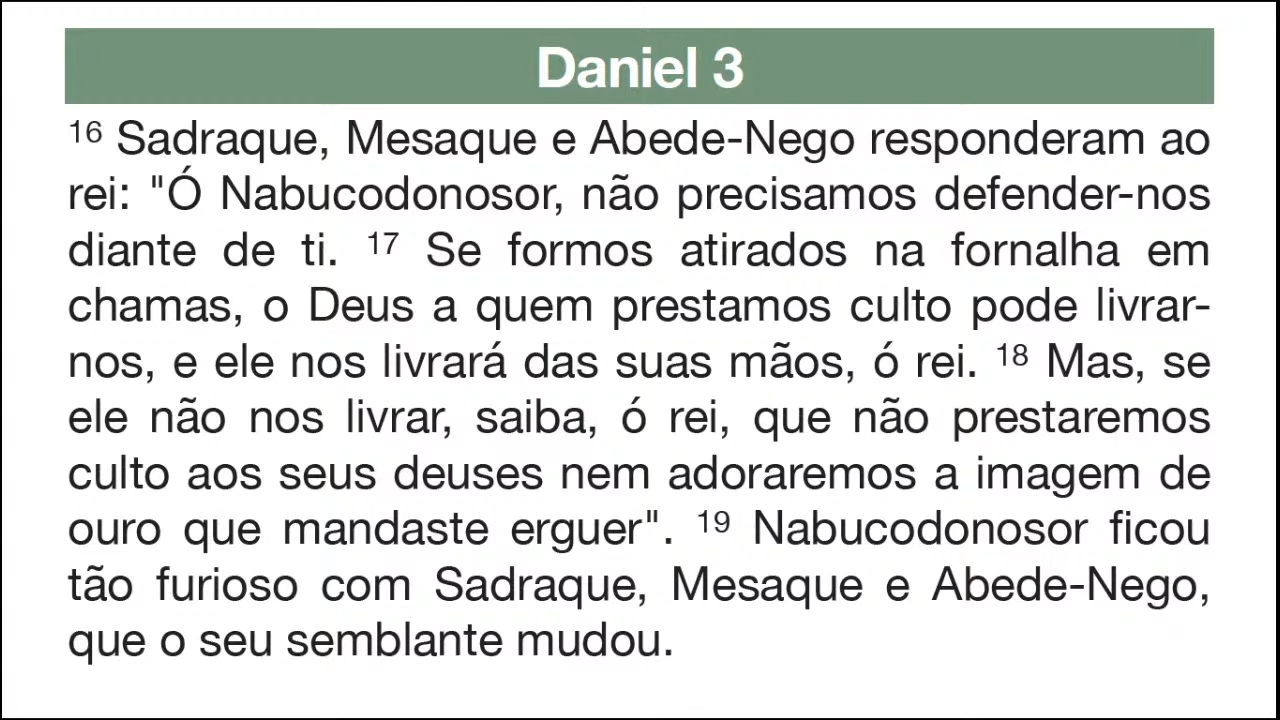 Daniel 3
16 Sadraque, Mesaque e Abede-Nego responderam ao
rei: "Ó Nabucodonosor, não precisamos defender-nos
diante de ti. 17 Se formos atirados na fornalha em
chamas, o Deus a quem prestamos culto pode livrar-
nos, e ele nos livrará das suas mãos, ó rei. 18 Mas, se
ele não nos livrar, saiba, ó rei, que não prestaremos
culto aos seus deuses nem adoraremos a imagem de
ouro que mandaste erguer". 19 Nabucodonosor ficou
tão furioso com Sadraque, Mesaque e Abede-Nego,
que o seu semblante mudou.